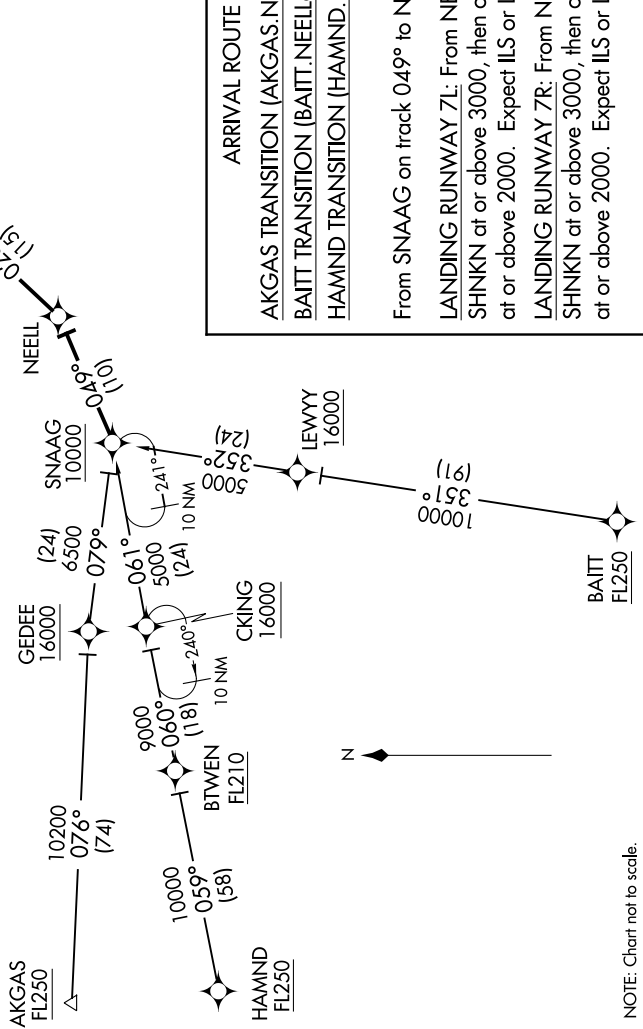 AKGAS
FL250
10200
076°
(74)
GEDEE
16000
(24)
6500
079°
SNAAG
10000
049°
(10)
NEELL
(15)
HAMND
FL250
10000
059°
(58)
BTWEN
FL210
9000
060°
(18)
240°
10 NM
CKING
16000
061°
5000
(24)
241°
10 NM
5000
352°
(24)
LEWYY
16000
10000
351°
(91)
BAITT
FL250
N
NOTE: Chart not to scale.
ARRIVAL ROUTE
AKGAS TRANSITION (AKGAS.N
BAITT TRANSITION (BAITT.NEELL
HAMND TRANSITION (HAMND.
From SNAAG on track 049° to N
LANDING RUNWAY 7L: From NE
SHNKN at or above 3000, then
at or above 2000. Expect ILS or
LANDING RUNWAY 7R: From N
SHNKN at or above 3000, then
at or above 2000. Expect ILS or